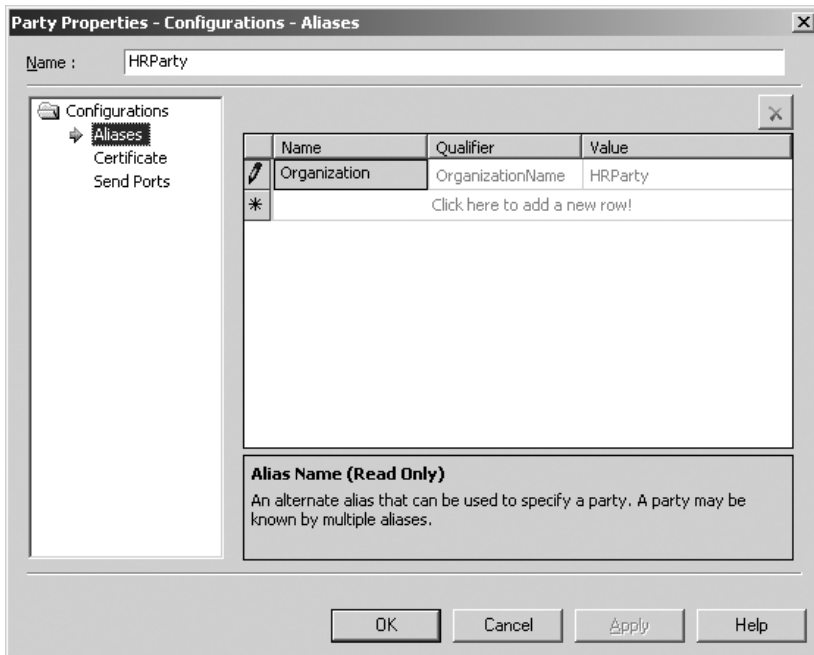 Party Properties - Configurations - Aliases
Name : HRParty
Configurations
Aliases
Certificate
Send Ports
Name Qualifier Value
Organization OrganizationName HRParty
Click here to add a new row!
Alias Name (Read Only)
An alternate alias that can be used to specify a party. A party may be
known by multiple aliases.
OK Cancel Apply Help